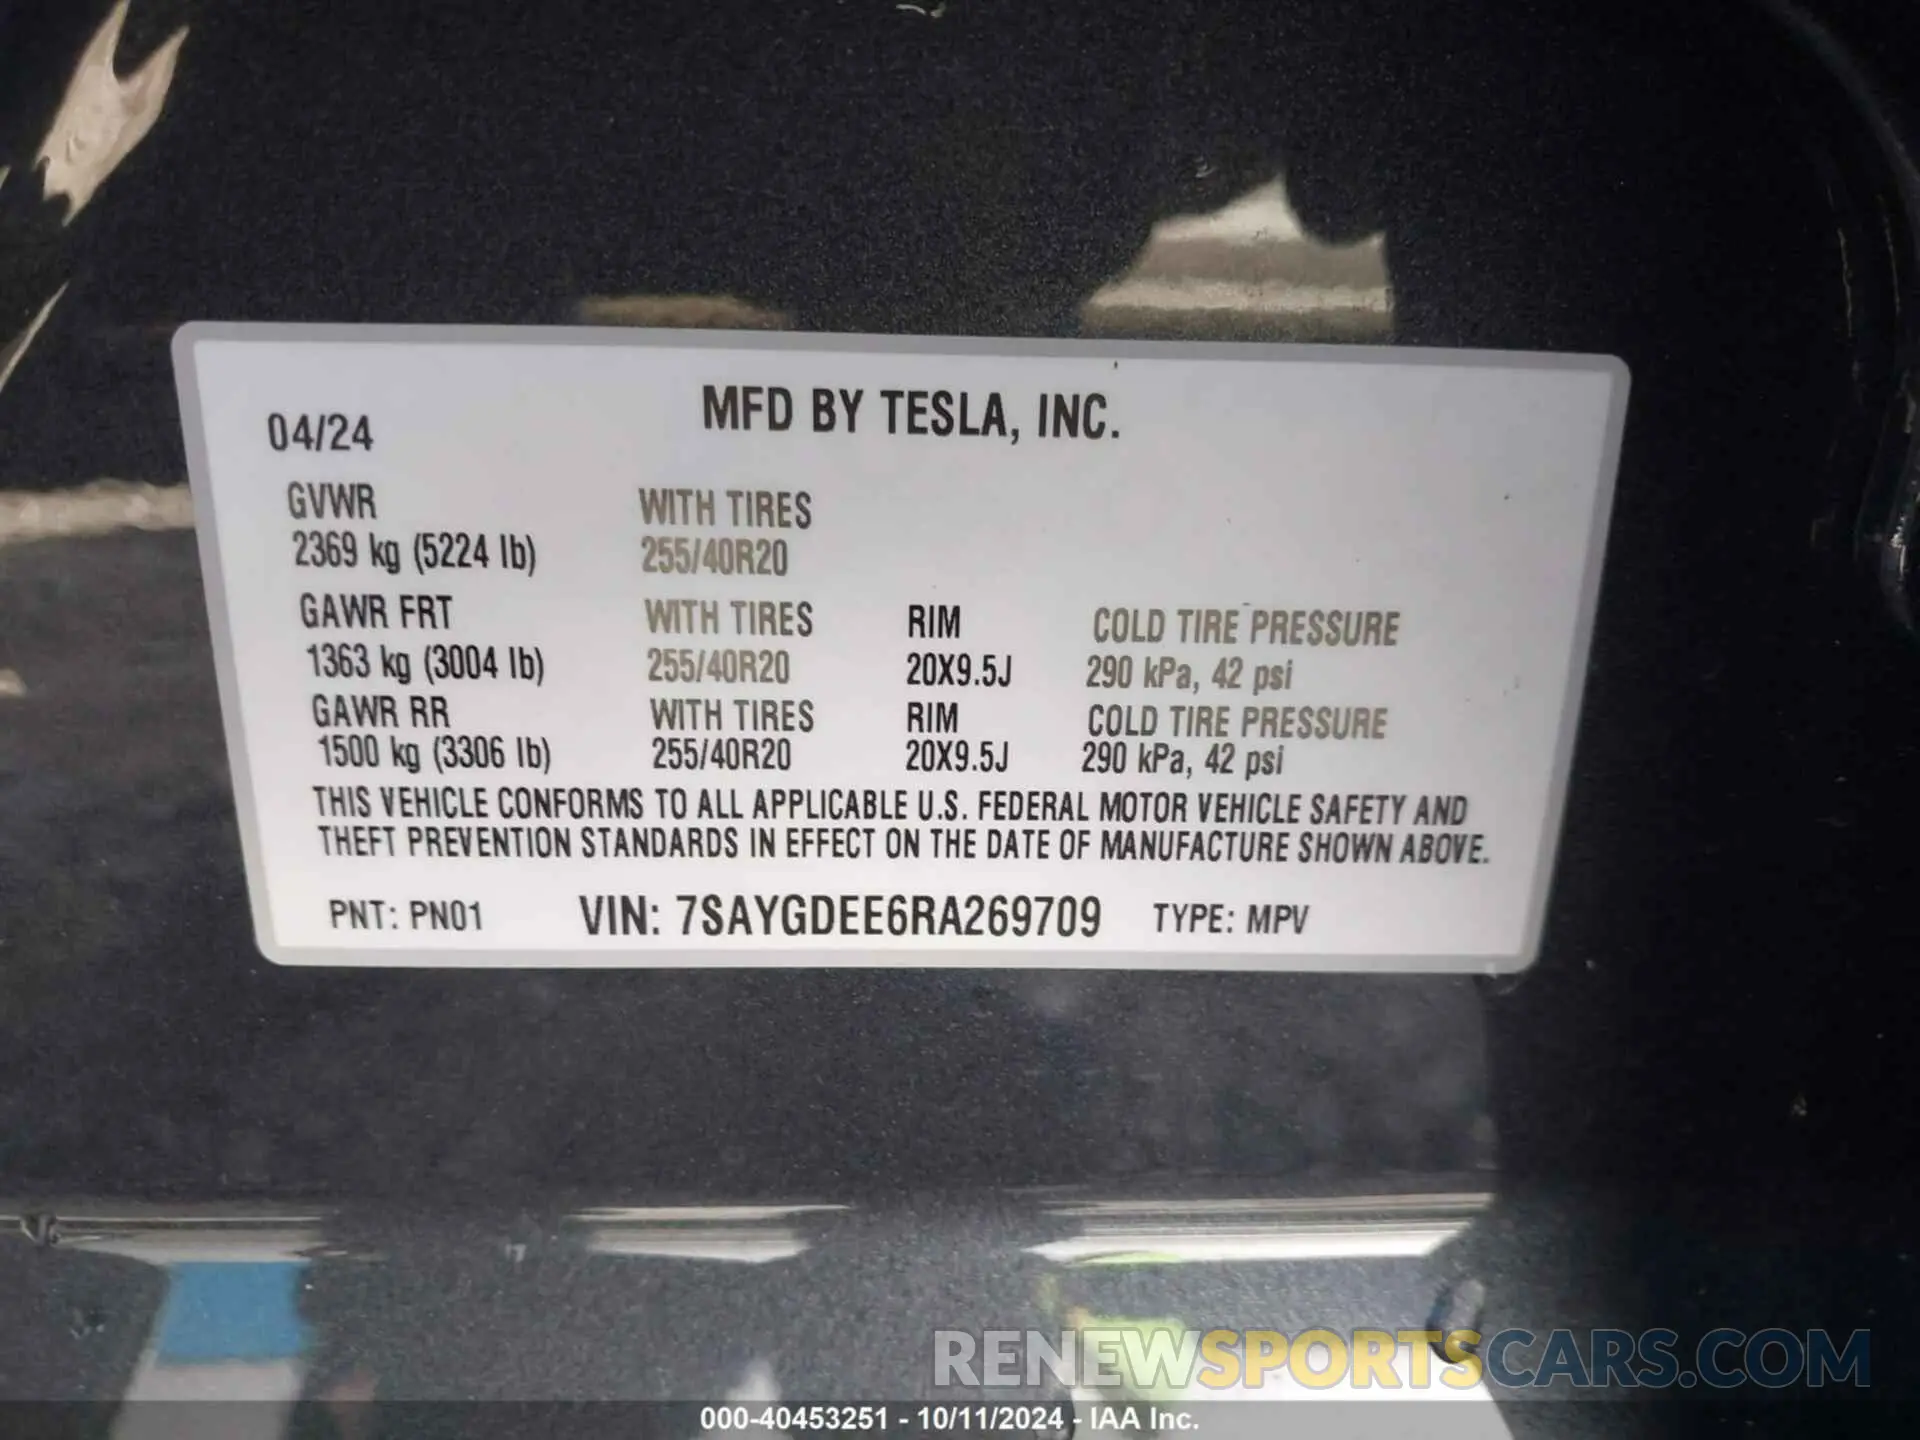 MFD BY TESLA, INC.
04/24
GVWR WITH TIRES
2369 kg (5224 lb) 255/40R20
GAWR FRT WITH TIRES RIM COLD TIRE PRESSURE
1363 kg (3004 lb) 255/40R20 20X9.5J 290 kPa, 42 psi
GAWR RR WITH TIRES RIM COLD TIRE PRESSURE
1500 kg (3306 lb) 255/40R20 20X9.5J 290 kPa, 42 psi
THIS VEHICLE CONFORMS TO ALL APPLICABLE U.S. FEDERAL MOTOR VEHICLE SAFETY AND
THEFT PREVENTION STANDARDS IN EFFECT ON THE DATE OF MANUFACTURE SHOWN ABOVE.
PNT: PN01 VIN: 7SAYGDEE6RA269709 TYPE: MPV
RENEWSPORTSCARS.COM
000-40453251 - 10/11/2024 - IAA Inc.